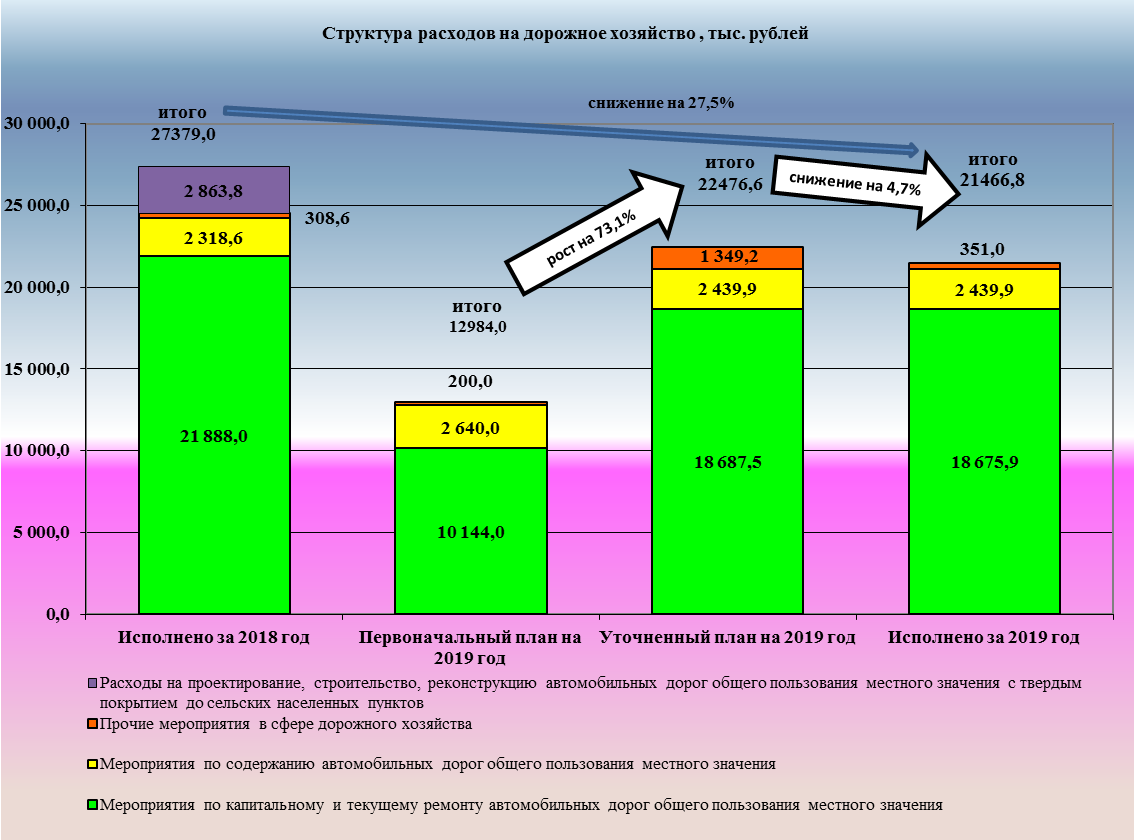 Структура расходов на дорожное хозяйство , тыс. рублей
снижение на 27,5%
итого
27379,0
итого
22476,6
снижение на 4,7%
итого
21466,8
рост на 73,1%
итого
12984,0
30 000,0
25 000,0
20 000,0
15 000,0
10 000,0
5 000,0
0,0
2 863,8
308,6
2 318,6
21 888,0
200,0
2 640,0
10 144,0
1 349,2
2 439,9
18 687,5
351,0
2 439,9
18 675,9
Исполнено за 2018 год
Первоначальный план на
2019 год
Уточненный план на 2019 год
Исполнено за 2019 год
Расходы на проектирование, строительство, реконструкцию автомобильных дорог общего пользования местного значения с твердым
покрытием до сельских населенных пунктов
Прочие мероприятия в сфере дорожного хозяйства
Мероприятия по содержанию автомобильных дорог общего пользования местного значения
Мероприятия по капитальному и текущему ремонту автомобильных дорог общего пользования местного значения